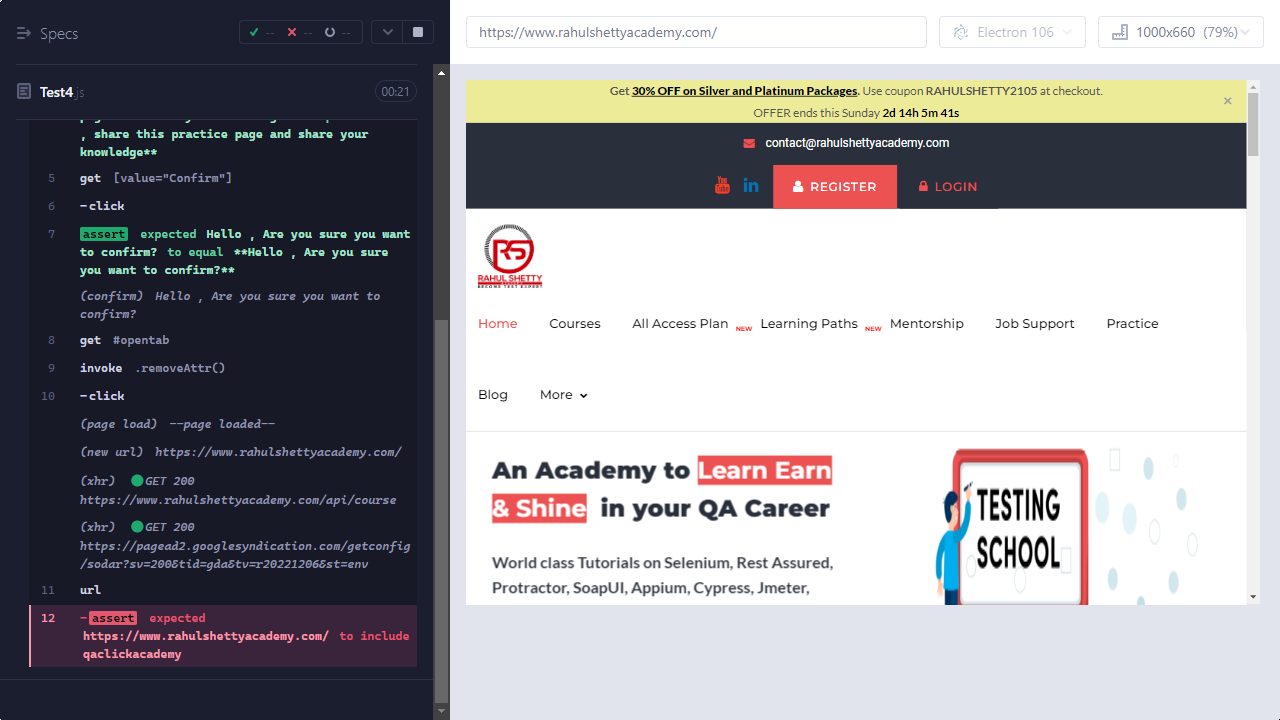 Specs
--
--
--
Test4.js
00:21
, share this practice page and share your
knowledge**
5 get [value="Confirm"]
6 -click
7 assert expected Hello , Are you sure you want
to confirm? to equal **Hello , Are you sure
you want to confirm?**
(confirm) Hello , Are you sure you want to
confirm?
8 get #opentab
9 invoke .removeAttr()
10 -click
(page load) --page loaded--
(new url) https://www.rahulshettyacademy.com/
(xhr) GET 200
https://www.rahulshettyacademy.com/api/course
(xhr) GET 200
https://pagead2.googlesyndication.com/getconfig
/sodar?sv=200&tid=gda&tv=r20221206&st=env
11 url
12 -assert expected
https://www.rahulshettyacademy.com/ to include
qaclickacademy
https://www.rahulshettyacademy.com/
Electron 106
1000x660 (79%)
Get 30% OFF on Silver and Platinum Packages. Use coupon RAHULSHETTY2105 at checkout.
OFFER ends this Sunday 2d 14h 5m 41s
×
contact@rahulshettyacademy.com
You Tube
in
REGISTER
LOGIN
RS
RAHUL SHETTY
Home
Courses
All Access Plan
NEW
Learning Paths
NEW
Mentorship
Job Support
Practice
Blog
More
An Academy to Learn Earn
& Shine in your QA Career
World class Tutorials on Selenium, Rest Assured,
Protractor, SoapUI, Appium, Cypress, Jmeter,
TESTING
SCHOOL